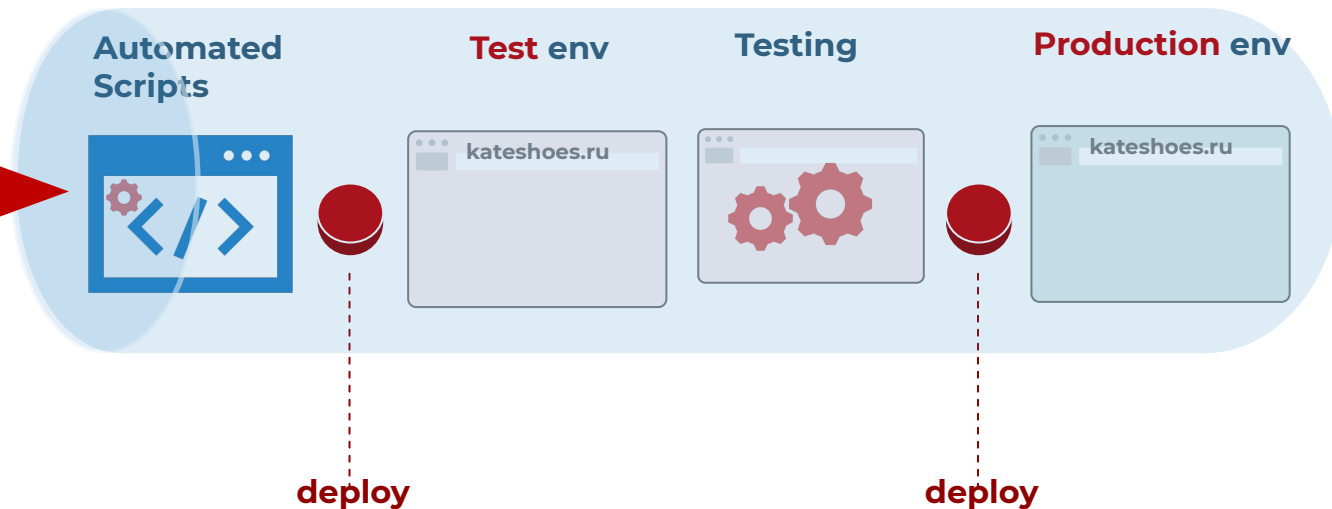 Automated
Scripts
Test env
Testing
Production env
kateshoes.ru
kateshoes.ru
deploy
deploy